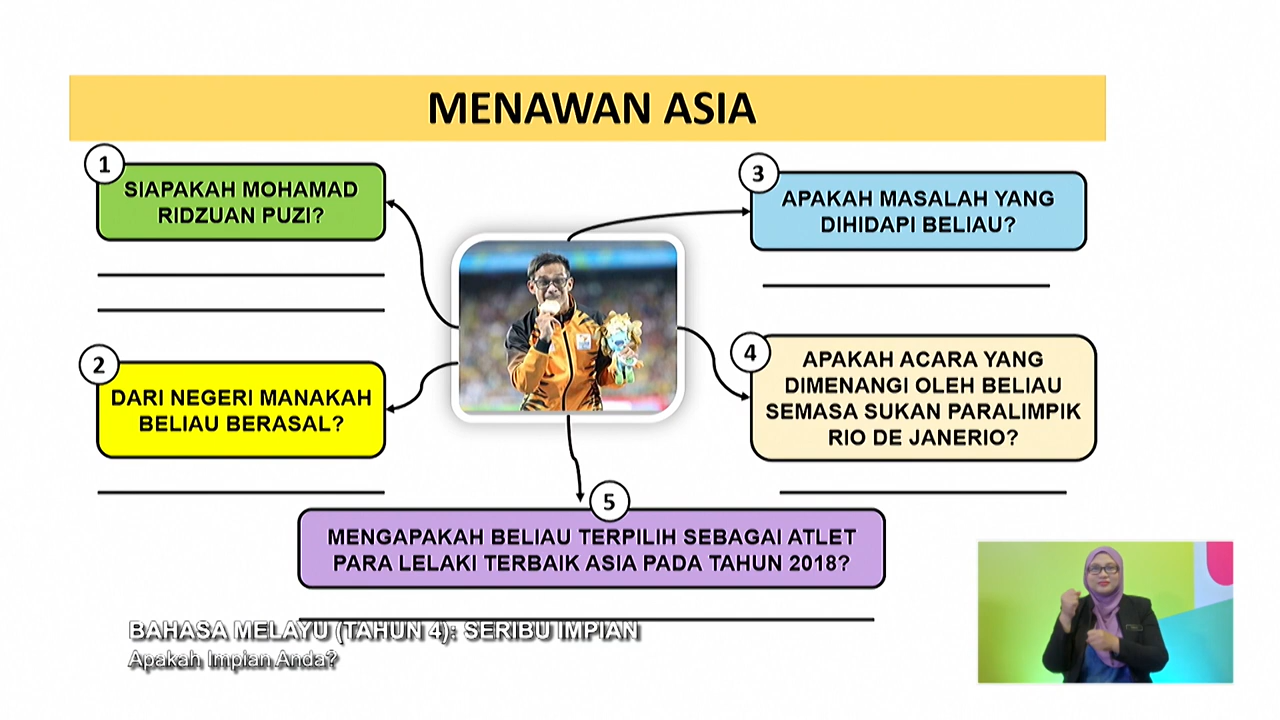 MENAWAN ASIA
1
SIAPAKAH MOHAMAD
RIDZUAN PUZI?
2
DARI NEGERI MANAKAH
BELIAU BERASAL?
3
APAKAH MASALAH YANG
DIHIDAPI BELIAU?
4
APAKAH ACARA YANG
DIMENANGI OLEH BELIAU
SEMASA SUKAN PARALIMPIK
RIO DE JANERIO?
5
MENGAPAKAH BELIAU TERPILIH SEBAGAI ATLET
PARA LELAKI TERBAIK ASIA PADA TAHUN 2018?
BAHASA MELAYU (TAHUN 4): SERIBU IMPIAN
Apakah Impian Anda?